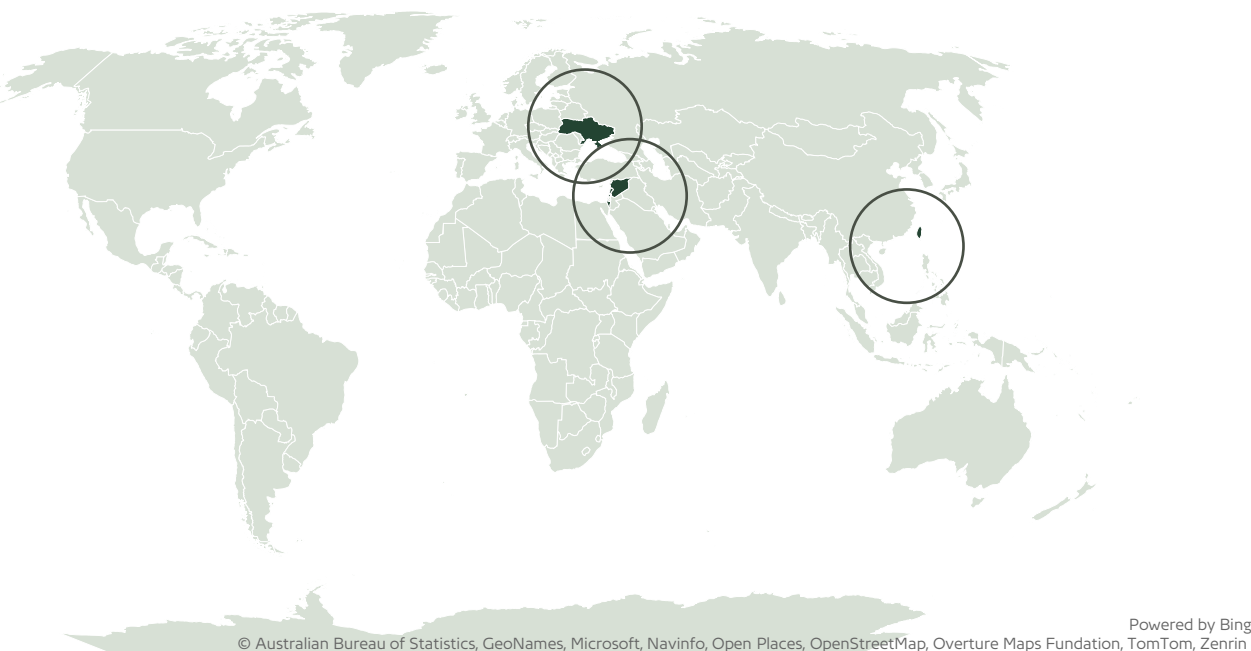 Powered by Bing
© Australian Bureau of Statistics, GeoNames, Microsoft, Navinfo, Open Places, OpenStreetMap, Overture Maps Fundation, TomTom, Zenrin